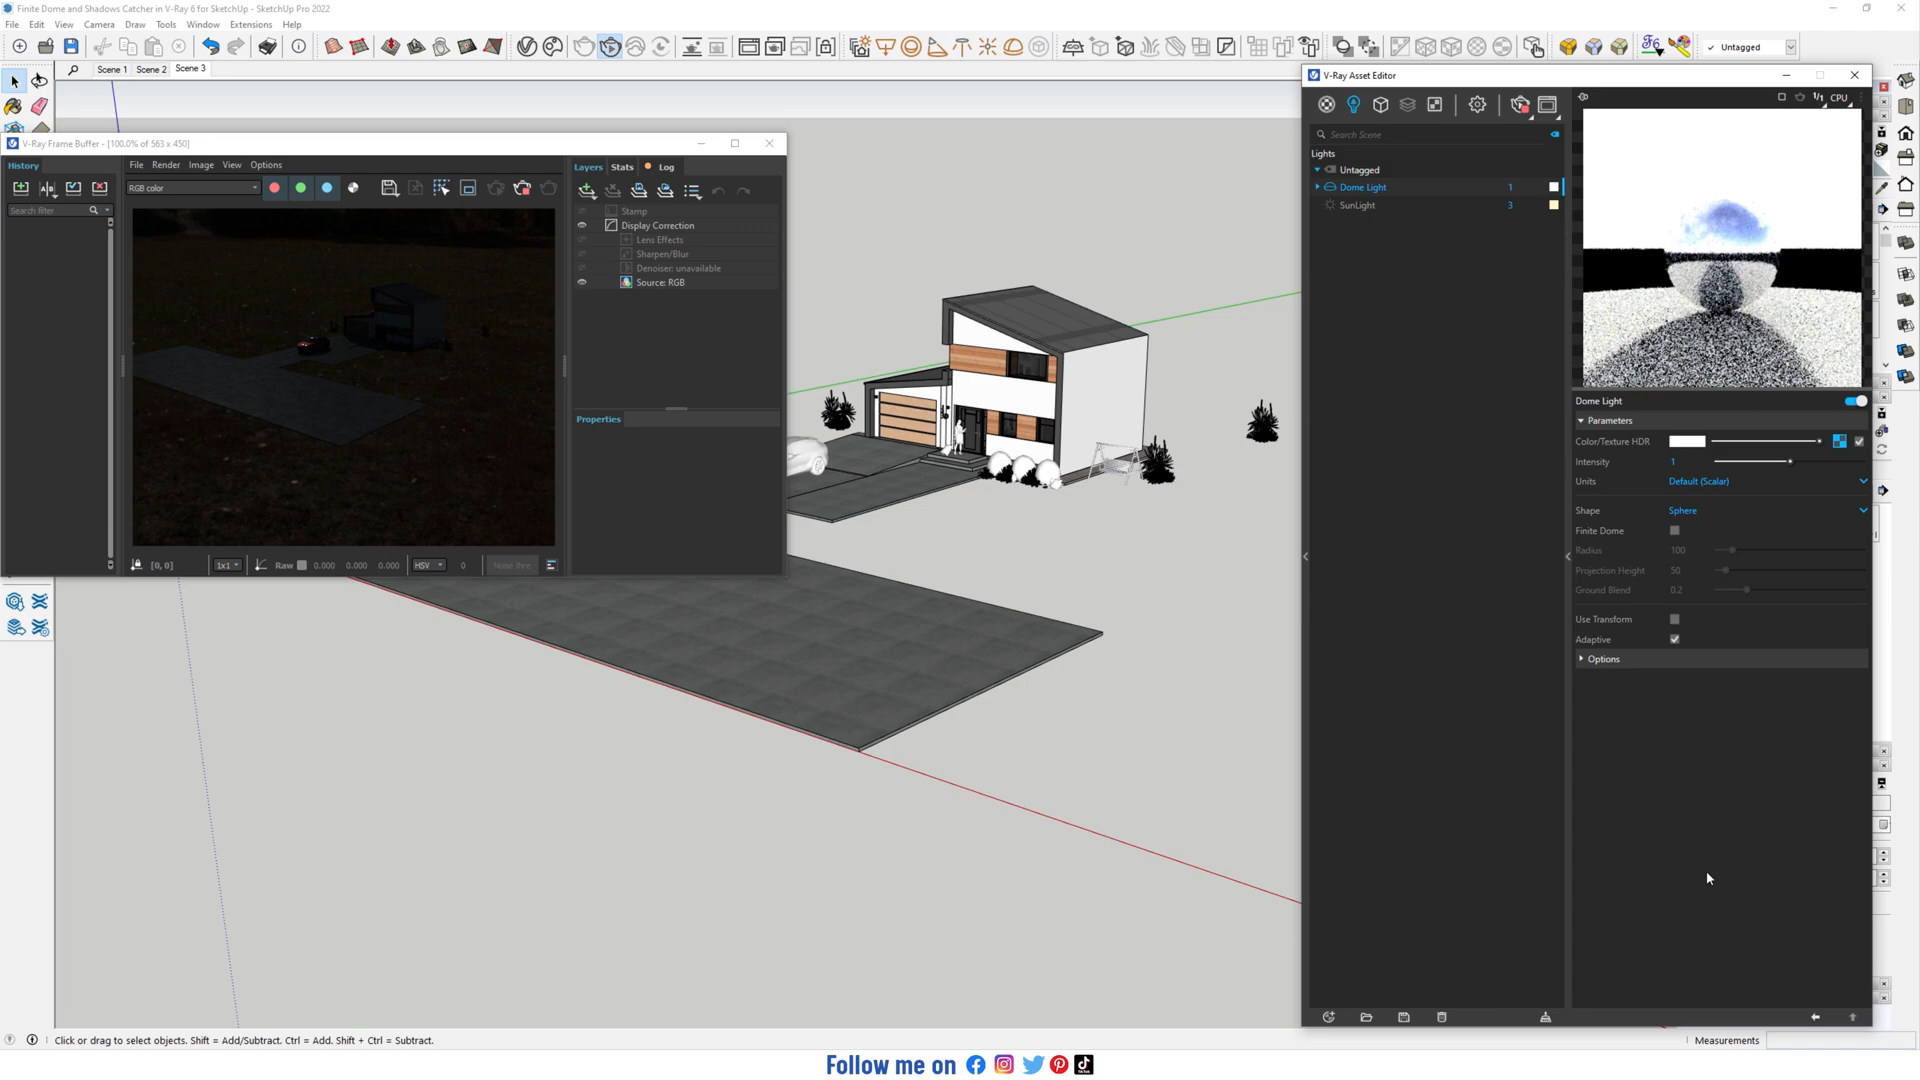 Finite Dome and Shadows Catcher in V-Ray 6 for SketchUp - SketchUp Pro 2022
File Edit View Camera Draw Tools Window Extensions Help
Untagged
Scene 1 Scene 2 Scene 3
V-Ray Frame Buffer - [100.0% of 563 x 450]
History
File Render Image View Options
RGB color
Search filter
Layers Stats Log
Stamp
Display Correction
Lens Effects
Sharpen/Blur
Denoiser: unavailable
Source: RGB
Properties
[0, 0] 1x1 Raw 0.000 0.000 0.000 HSV 0 None thre
V-Ray Asset Editor
Search Scene
Lights
Untagged
Dome Light 1
SunLight 3
1/1 CPU
Dome Light
Parameters
Color/Texture HDR
Intensity 1
Units Default (Scalar)
Shape Sphere
Finite Dome
Radius 100
Projection Height 50
Ground Blend 0.2
Use Transform
Adaptive
Options
Click or drag to select objects. Shift = Add/Subtract. Ctrl = Add. Shift + Ctrl = Subtract.
Measurements
Follow me on